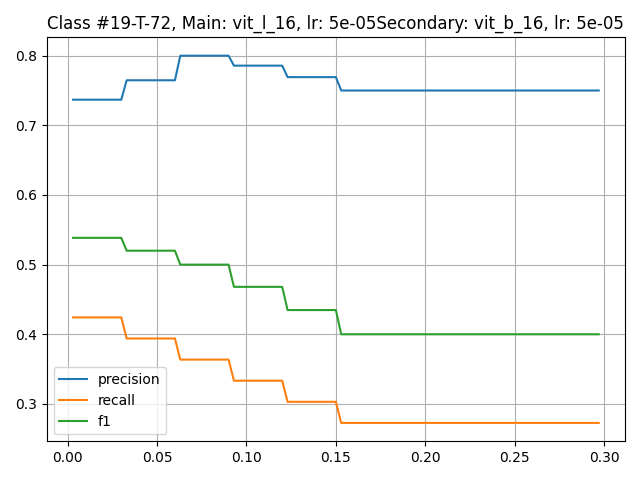 Class #19-T-72, Main: vit_l_16, lr: 5e-05Secondary: vit_b_16, lr: 5e-05
0.8
0.7
0.6
0.5
0.4
0.3
precision
recall
f1
0.00 0.05 0.10 0.15 0.20 0.25 0.30